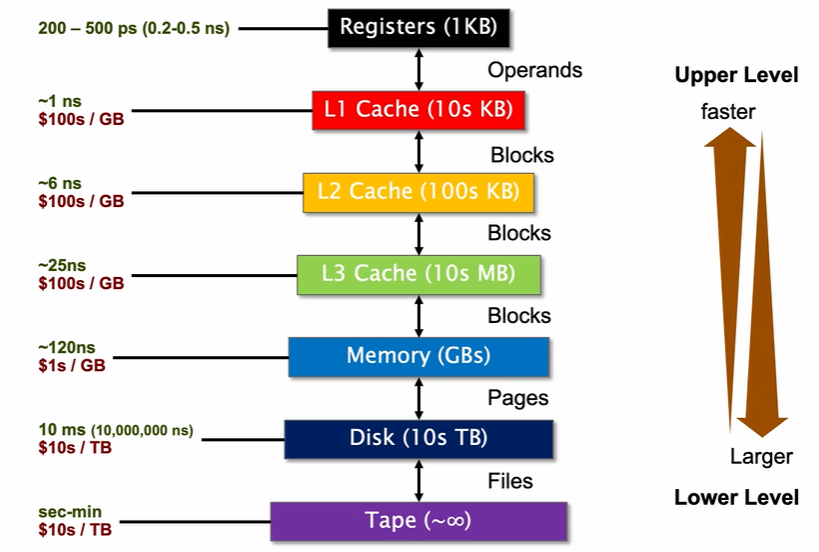 200 – 500 ps (0.2-0.5 ns)
Registers (1KB)
Operands
Upper Level
faster
~1 ns
$100s / GB
L1 Cache (10s KB)
Blocks
~6 ns
$100s / GB
L2 Cache (100s KB)
Blocks
~25ns
$100s / GB
L3 Cache (10s MB)
Blocks
~120ns
$1s / GB
Memory (GBs)
Pages
10 ms (10,000,000 ns)
$10s / TB
Disk (10s TB)
Larger
Files
Lower Level
sec-min
$10s / TB
Tape (~∞)